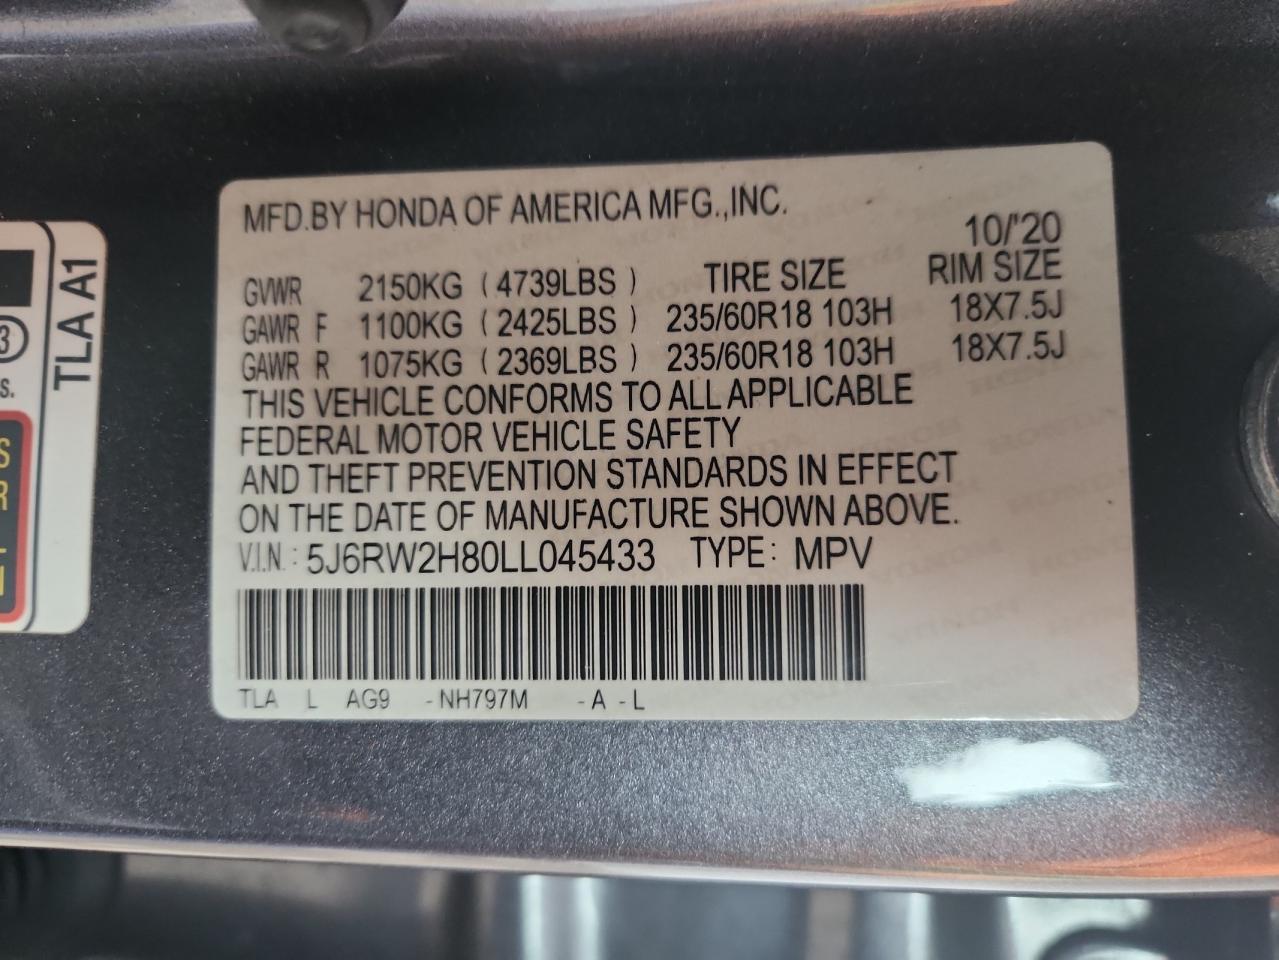 MFD.BY HONDA OF AMERICA MFG.,INC.
10/'20
GVWR 2150KG ( 4739LBS ) TIRE SIZE RIM SIZE
GAWR F 1100KG ( 2425LBS ) 235/60R18 103H 18X7.5J
GAWR R 1075KG ( 2369LBS ) 235/60R18 103H 18X7.5J
THIS VEHICLE CONFORMS TO ALL APPLICABLE
FEDERAL MOTOR VEHICLE SAFETY
AND THEFT PREVENTION STANDARDS IN EFFECT
ON THE DATE OF MANUFACTURE SHOWN ABOVE.
V.I.N.: 5J6RW2H80LL045433 TYPE: MPV
TLA L AG9 -NH797M -A -L
TLA A1